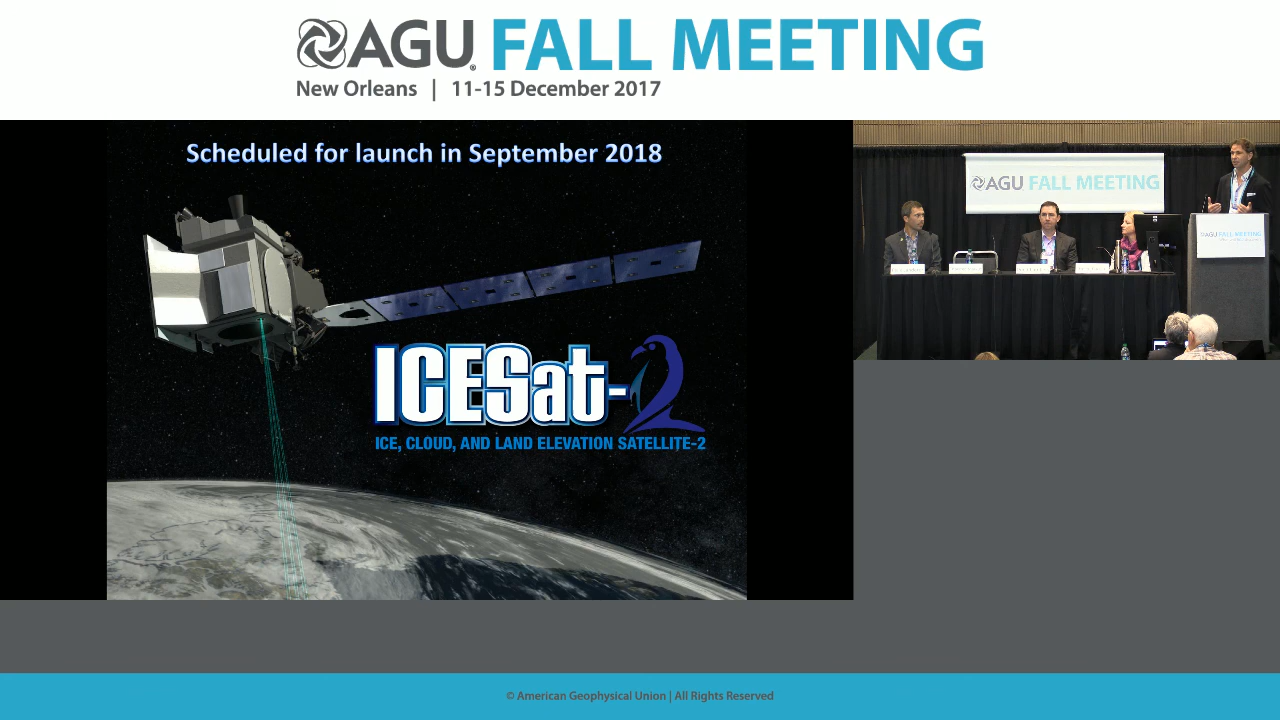 AGU FALL MEETING
New Orleans | 11-15 December 2017
Scheduled for launch in September 2018
ICESat-2
ICE, CLOUD, AND LAND ELEVATION SATELLITE-2
AGU FALL MEETING
AGU FALL MEETING
© American Geophysical Union | All Rights Reserved